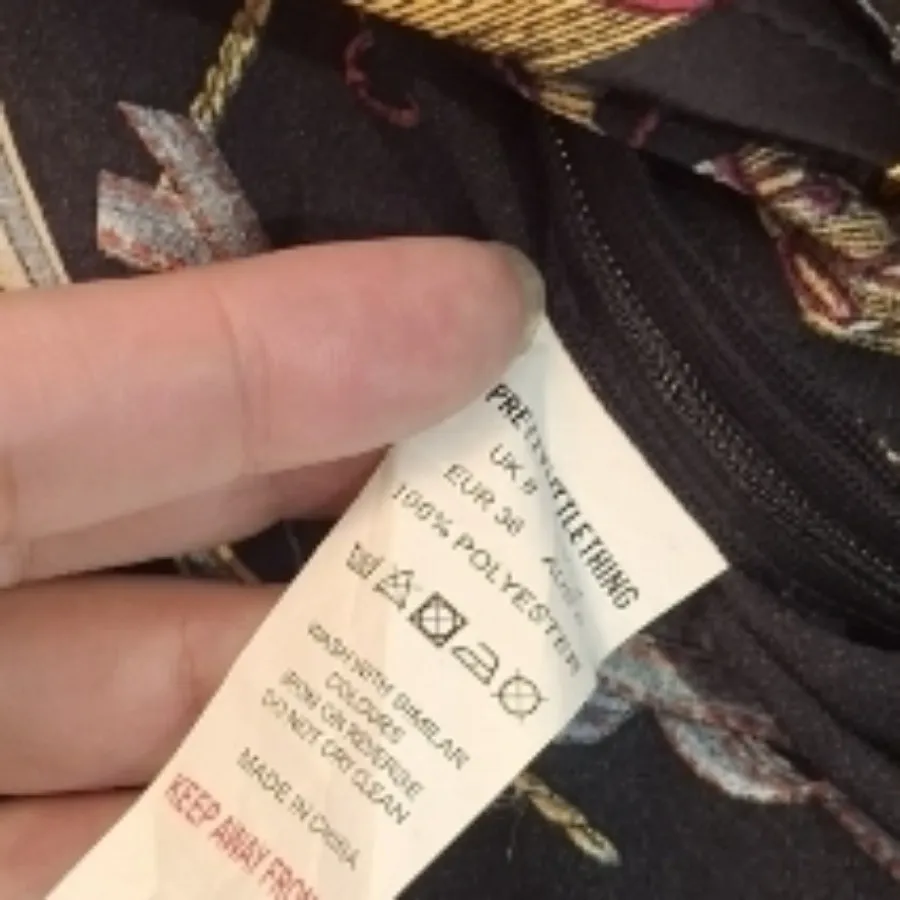 PRETTYLITTLETHING
UK 8
EUR 36
100% POLYESTER
WASH WITH SIMILAR
COLOURS
IRON ON REVERSE
DO NOT DRY CLEAN
MADE IN CHINA
KEEP AWAY FROM